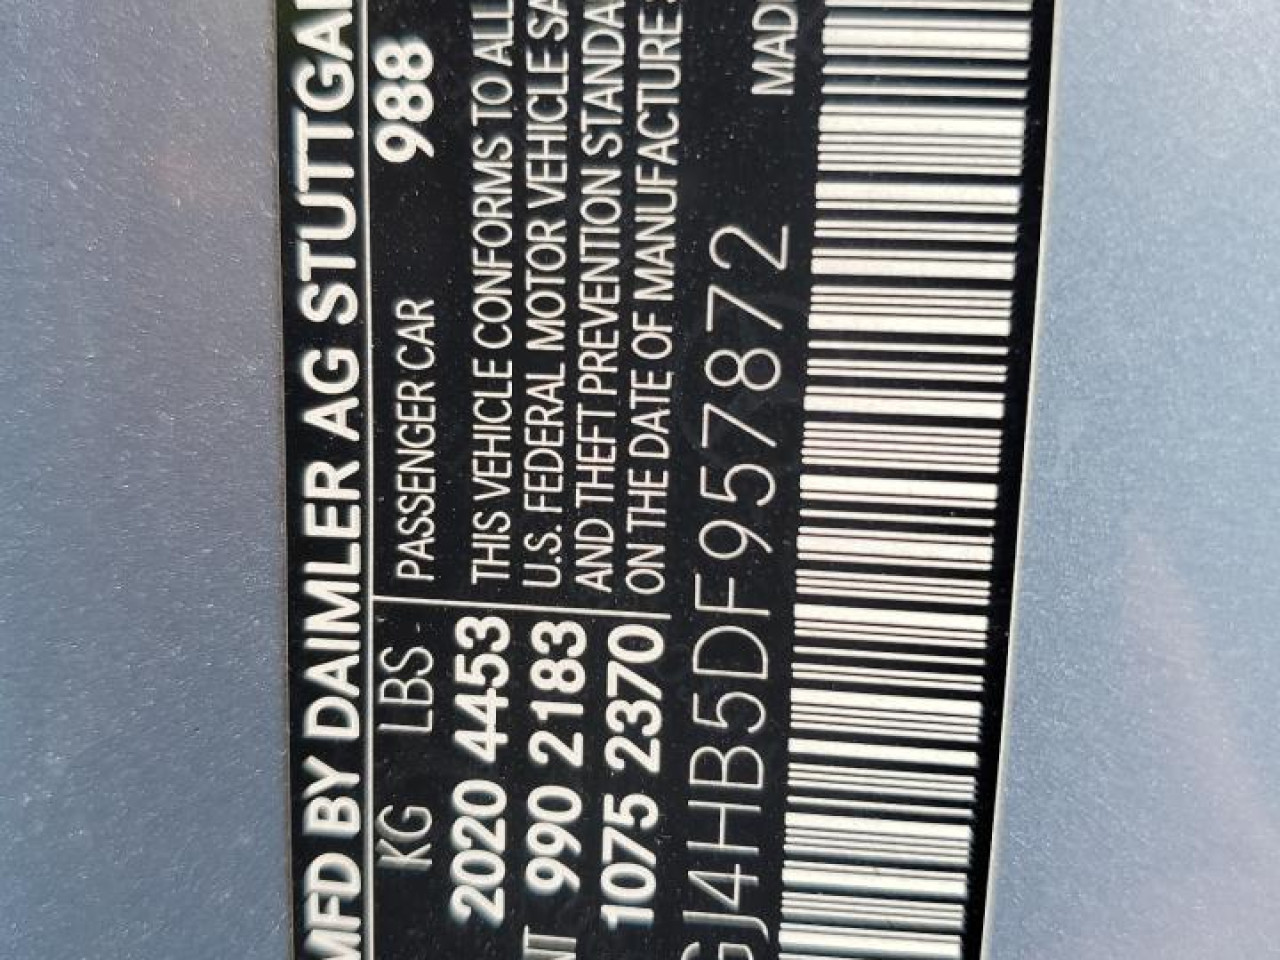 MFD BY DAIMLER AG STUTTGA
KG LBS - PASSENGER CAR 988
2020 4453 THIS VEHICLE CONFORMS TO ALL
990 2183 U.S. FEDERAL MOTOR VEHICLE SA
1075 2370 AND THEFT PREVENTION STANDA
ON THE DATE OF MANUFACTURE:
GJ4HB5DF957872 MAD